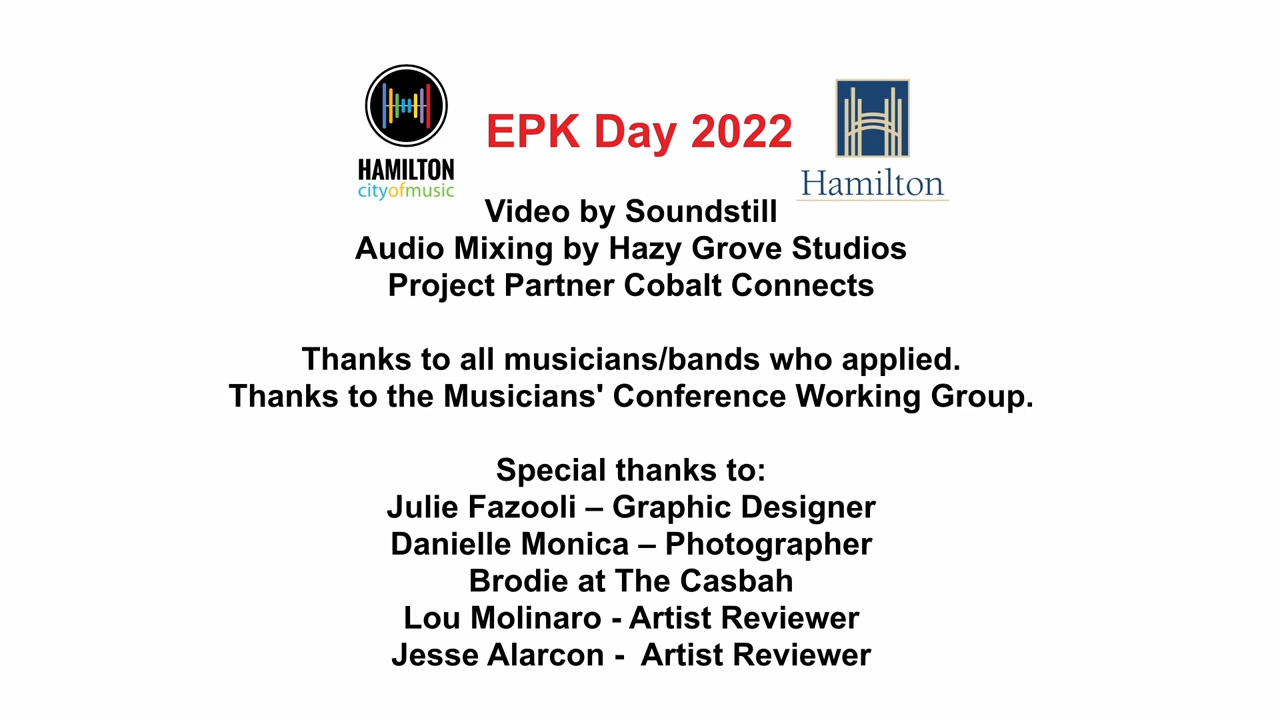 EPK Day 2022
HAMILTON
cityofmusic
Hamilton
Video by Soundstill
Audio Mixing by Hazy Grove Studios
Project Partner Cobalt Connects
Thanks to all musicians/bands who applied.
Thanks to the Musicians' Conference Working Group.
Special thanks to:
Julie Fazooli – Graphic Designer
Danielle Monica – Photographer
Brodie at The Casbah
Lou Molinaro - Artist Reviewer
Jesse Alarcon -  Artist Reviewer